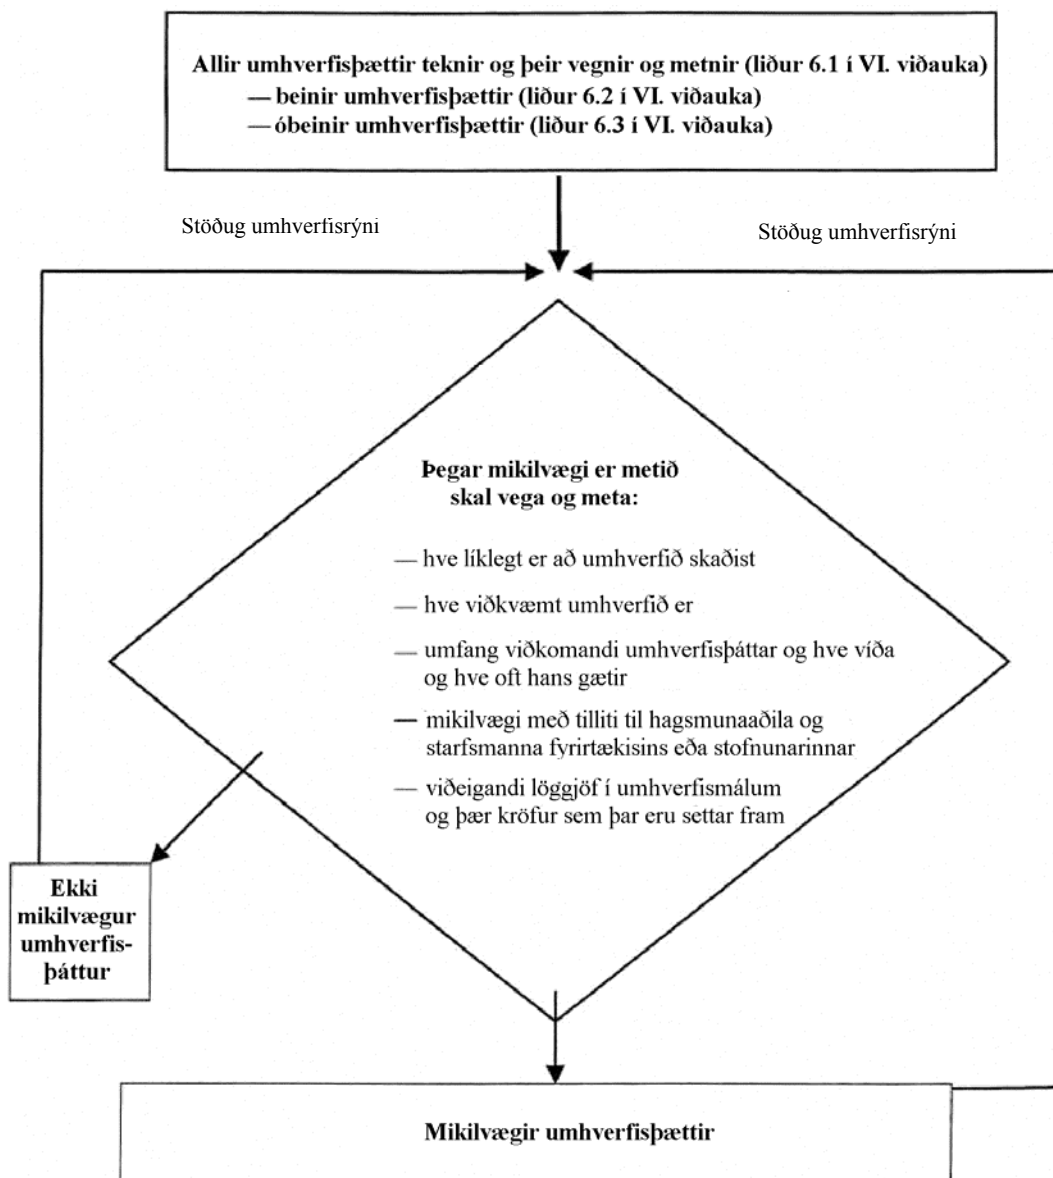 Allir umhverfisþættir teknir og þeir vegnir og metnir (liður 6.1 í VI. viðauka)
— beinir umhverfisþættir (liður 6.2 í VI. viðauka)
— óbeinir umhverfisþættir (liður 6.3 í VI. viðauka)
Stöðug umhverfisrýni
Stöðug umhverfisrýni
Þegar mikilvægi er metið
skal vega og meta:
— hve líklegt er að umhverfið skaðist
— hve viðkvæmt umhverfið er
— umfang viðkomandi umhverfisþáttar og hve víða
og hve oft hans gætir
— mikilvægi með tilliti til hagsmunaaðila og
starfsmanna fyrirtækisins eða stofnunarinnar
— viðeigandi löggjöf í umhverfismálum
og þær kröfur sem þar eru settar fram
Ekki
mikilvægur
umhverfis-
þáttur
Mikilvægir umhverfisþættir